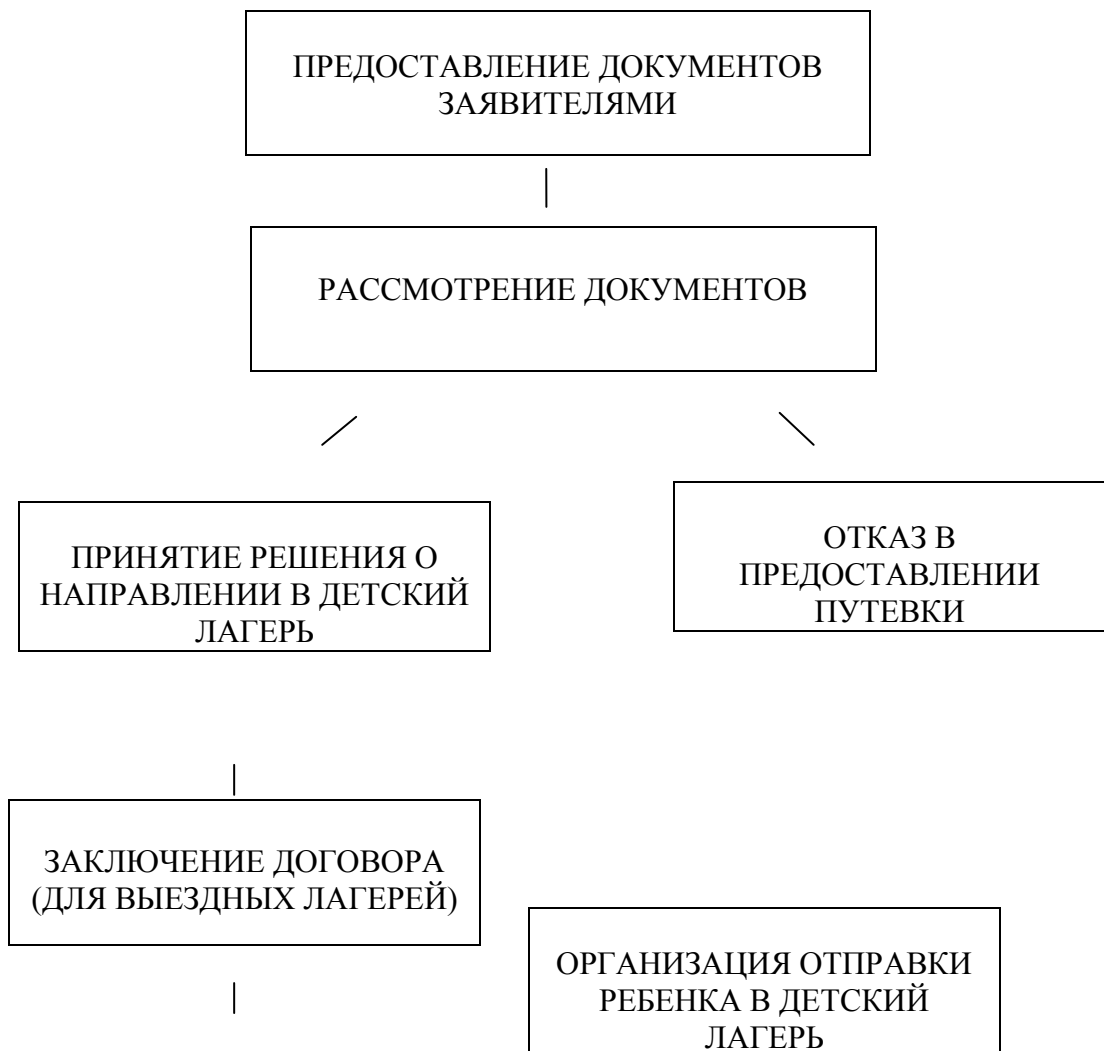 ПРЕДОСТАВЛЕНИЕ ДОКУМЕНТОВ
ЗАЯВИТЕЛЯМИ
РАССМОТРЕНИЕ ДОКУМЕНТОВ
ПРИНЯТИЕ РЕШЕНИЯ О
НАПРАВЛЕНИИ В ДЕТСКИЙ
ЛАГЕРЬ
ОТКАЗ В
ПРЕДОСТАВЛЕНИИ
ПУТЕВКИ
ЗАКЛЮЧЕНИЕ ДОГОВОРА
(ДЛЯ ВЫЕЗДНЫХ ЛАГЕРЕЙ)
ОРГАНИЗАЦИЯ ОТПРАВКИ
РЕБЕНКА В ДЕТСКИЙ
ЛАГЕРЬ